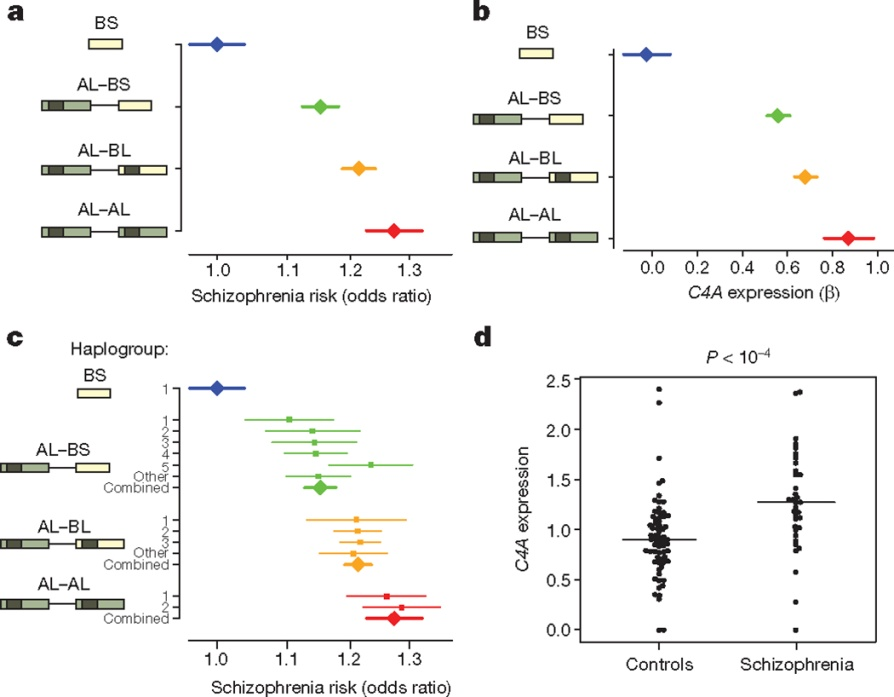 a
BS
AL–BS
AL–BL
AL–AL
1.0 1.1 1.2 1.3
Schizophrenia risk (odds ratio)
b
BS
AL–BS
AL–BL
AL–AL
0.0 0.2 0.4 0.6 0.8 1.0
C4A expression (β)
c
Haplogroup:
BS
1
AL–BS
1
2
3
4
5
Other
Combined
AL–BL
1
2
3
Other
Combined
AL–AL
1
2
Combined
1.0 1.1 1.2 1.3
Schizophrenia risk (odds ratio)
d
P < 10⁻⁴
C4A expression
2.5
2.0
1.5
1.0
0.5
0.0
Controls Schizophrenia